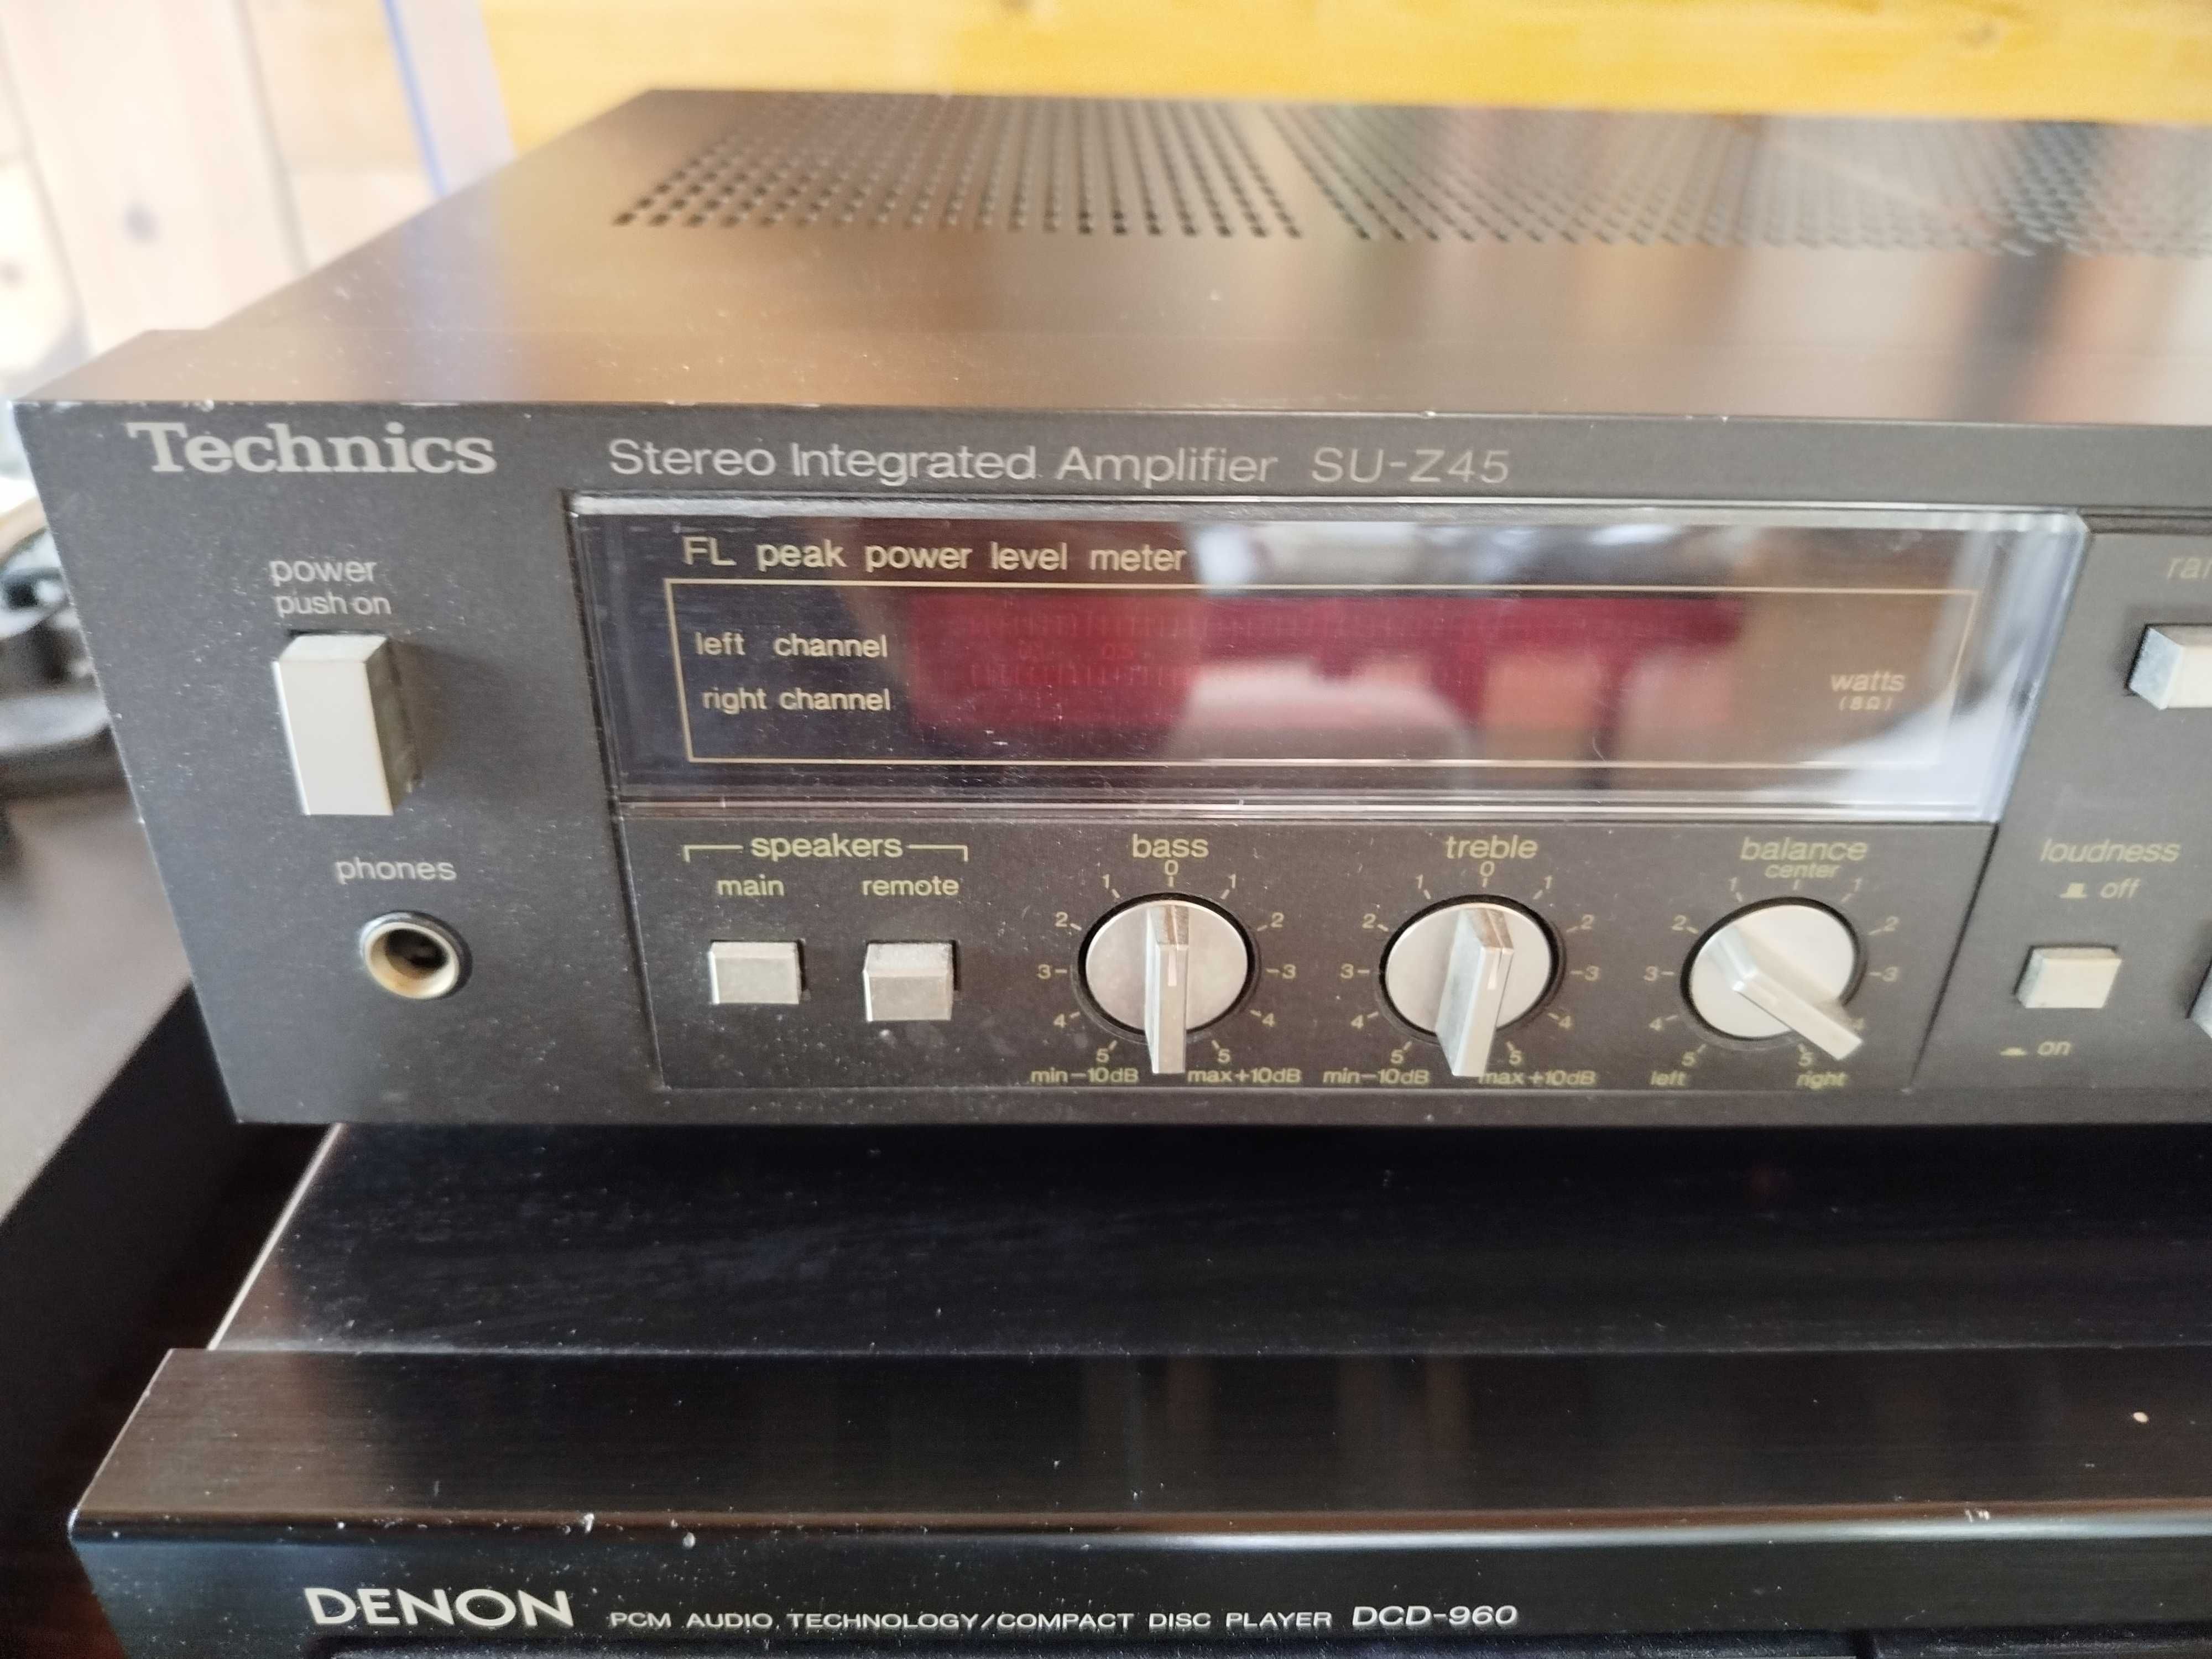 Technics
Stereo Integrated Amplifier SU-Z45
power
push on
FL peak power level meter
left channel
right channel
watts
(8Ω)
phones
speakers
main remote
bass
0
1 1
2 2
3 3
4 4
5 5
min-10dB max+10dB
treble
0
1 1
2 2
3 3
4 4
5 5
min-10dB max+10dB
balance
center
1 1
2 2
3 3
4 4
5 5
left right
loudness
off
on
DENON PCM AUDIO TECHNOLOGY/COMPACT DISC PLAYER DCD-960